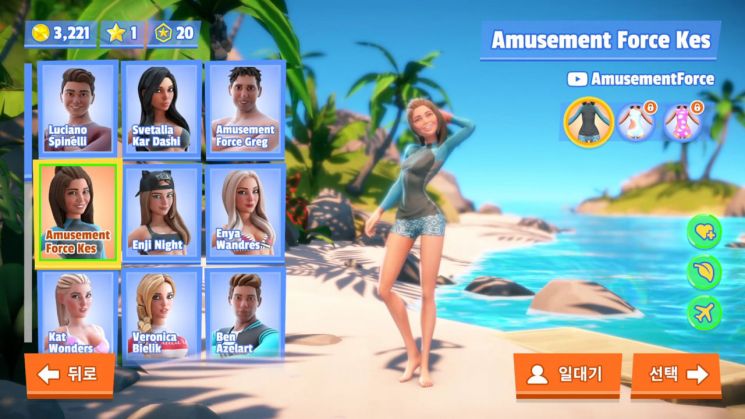 3,221
1
20
Amusement Force Kes
AmusementForce
Luciano
Spinelli
Svetalia
Kar Dashi
Amusement
Force Greg
Amusement
Force Kes
Enji Night
Enya
Wandres
Kat
Wonders
Veronica
Bielik
Ben
Azelart
뒤로
일대기
선택